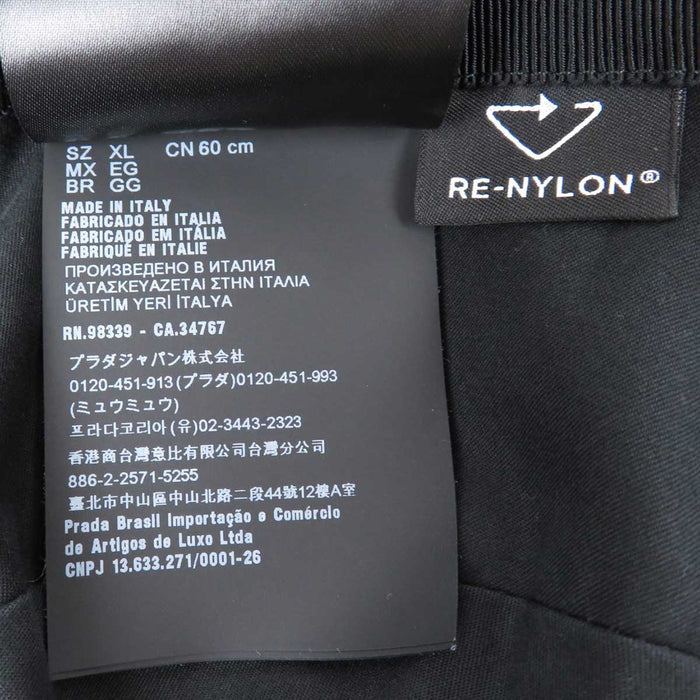 SZ XL CN 60 cm
MX EG
BR GG
MADE IN ITALY
FABRICADO EN ITALIA
FABRICADO EM ITÁLIA
FABRIQUÉ EN ITALIE
ПРОИЗВЕДЕНО В ИТАЛИЯ
ΚΑΤΑΣΚΕΥΑΖΕΤΑΙ ΣΤΗΝ ΙΤΑΛΙΑ
ÜRETİM YERİ İTALYA
RN.98339 - CA.34767
プラダジャパン株式会社
0120-451-913(プラダ)0120-451-993
(ミュウミュウ)
프라다코리아(유)02-3443-2323
香港商台灣意比有限公司台灣分公司
886-2-2571-5255
臺北市中山區中山北路二段44號12樓A室
Prada Brasil Importação e Comércio
de Artigos de Luxo Ltda
CNPJ 13.633.271/0001-26
RE-NYLON®